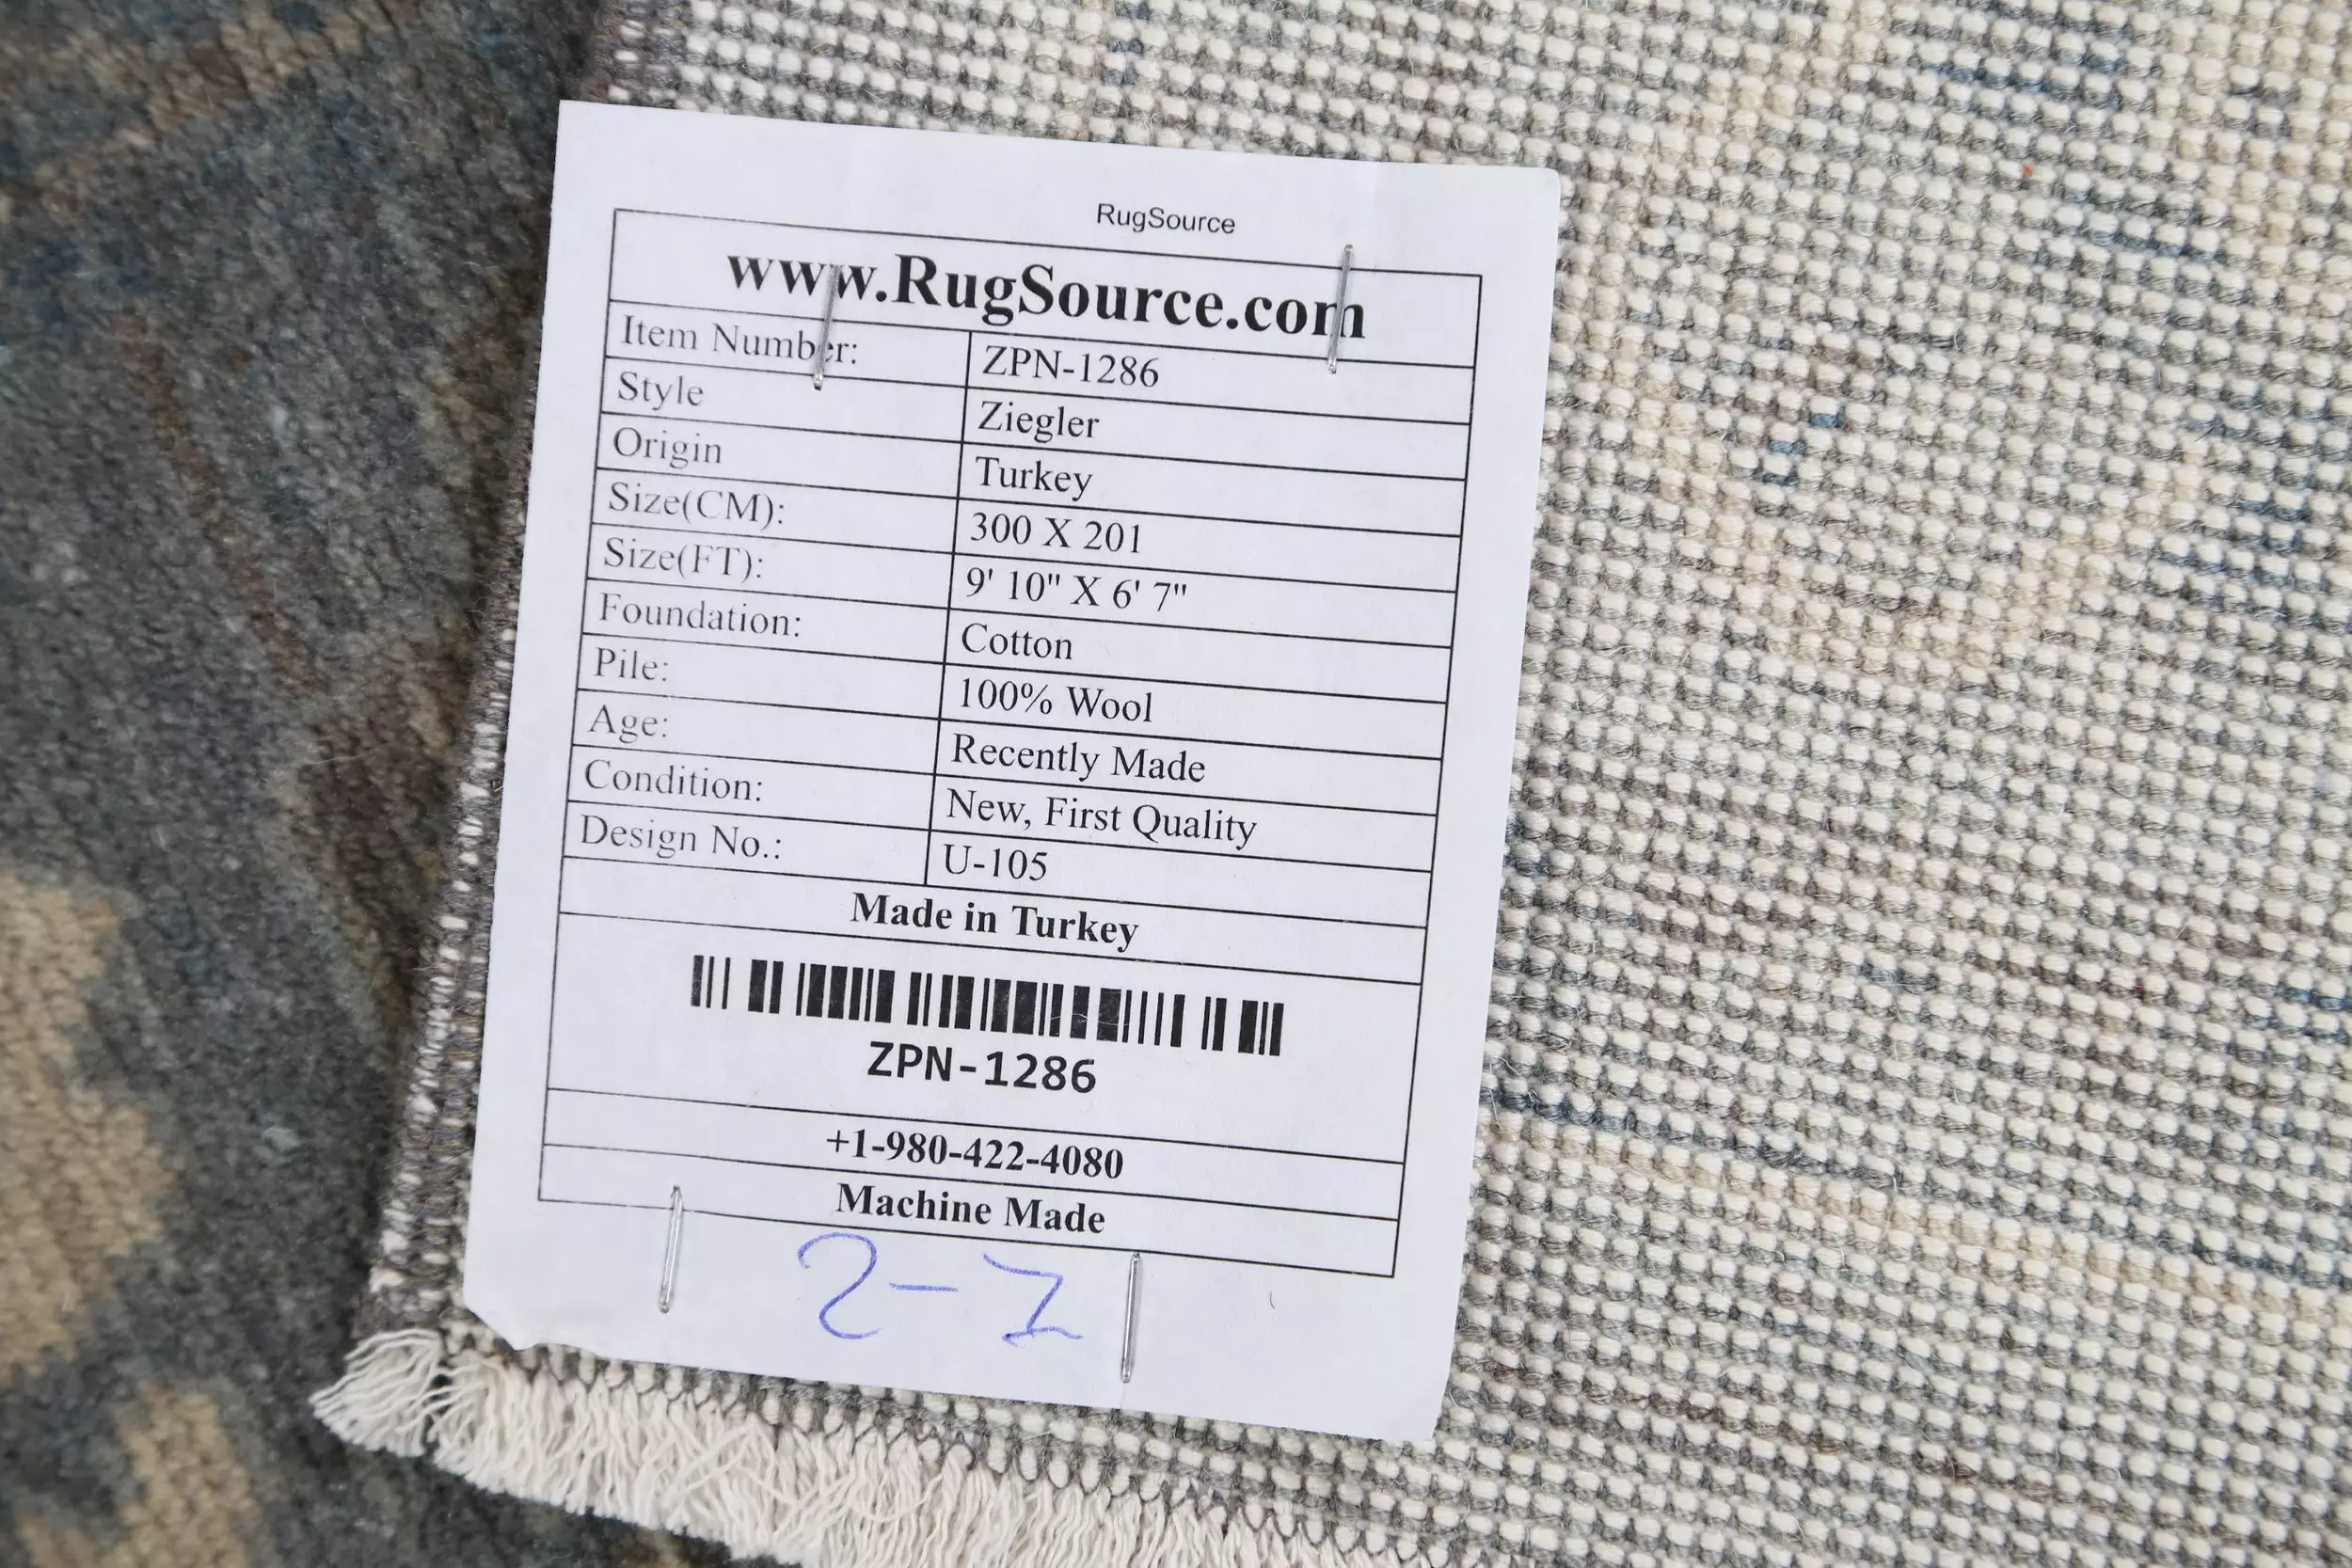 RugSource
www.RugSource.com
Item Number: ZPN-1286
Style Ziegler
Origin Turkey
Size(CM): 300 X 201
Size(FT): 9' 10" X 6' 7"
Foundation: Cotton
Pile: 100% Wool
Age: Recently Made
Condition: New, First Quality
Design No.: U-105
Made in Turkey
ZPN-1286
+1-980-422-4080
Machine Made